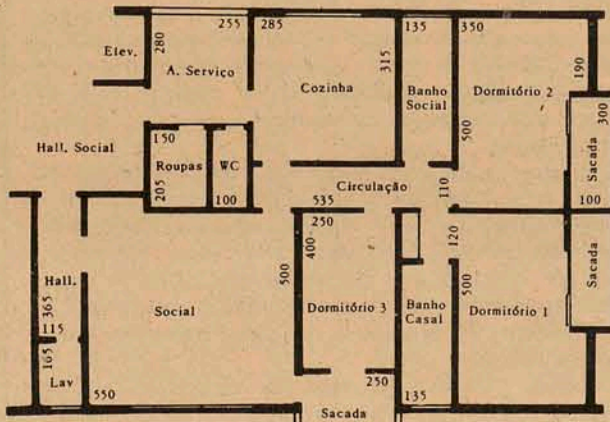 255
285
135
350
280
Elev.
A. Serviço
315
190
Cozinha
Banho
Social
Dormitório 2
500
300
Sacada
150
Hall. Social
Roupas
WC
205
100
Circulação
535
110
100
250
400
120
500
Hall.
Social
Dormitório 3
Banho
Casal
500
Dormitório 1
Sacada
365
115
165
Lav
550
250
135
Sacada